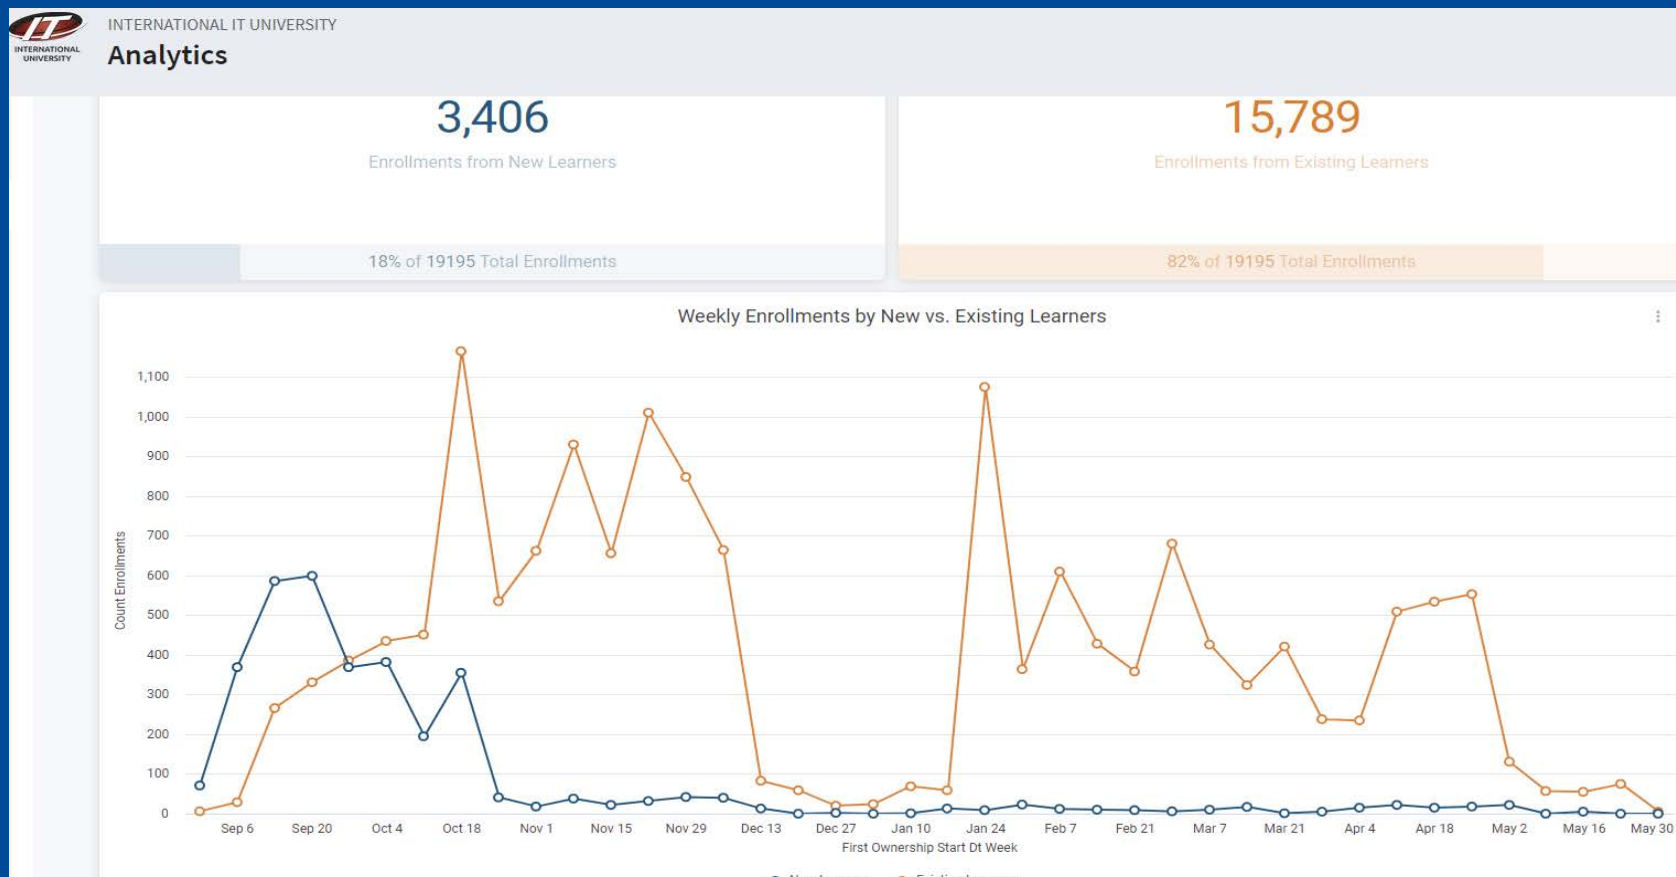 IT
INTERNATIONAL
UNIVERSITY
INTERNATIONAL IT UNIVERSITY
Analytics
3,406
Enrollments from New Learners
18% of 19195 Total Enrollments
15,789
Enrollments from Existing Learners
82% of 19195 Total Enrollments
Weekly Enrollments by New vs. Existing Learners
Count Enrollments
1,100
1,000
900
800
700
600
500
400
300
200
100
0
Sep 6 Sep 20 Oct 4 Oct 18 Nov 1 Nov 15 Nov 29 Dec 13 Dec 27 Jan 10 Jan 24 Feb 7 Feb 21 Mar 7 Mar 21 Apr 4 Apr 18 May 2 May 16 May 30
First Ownership Start Dt Week